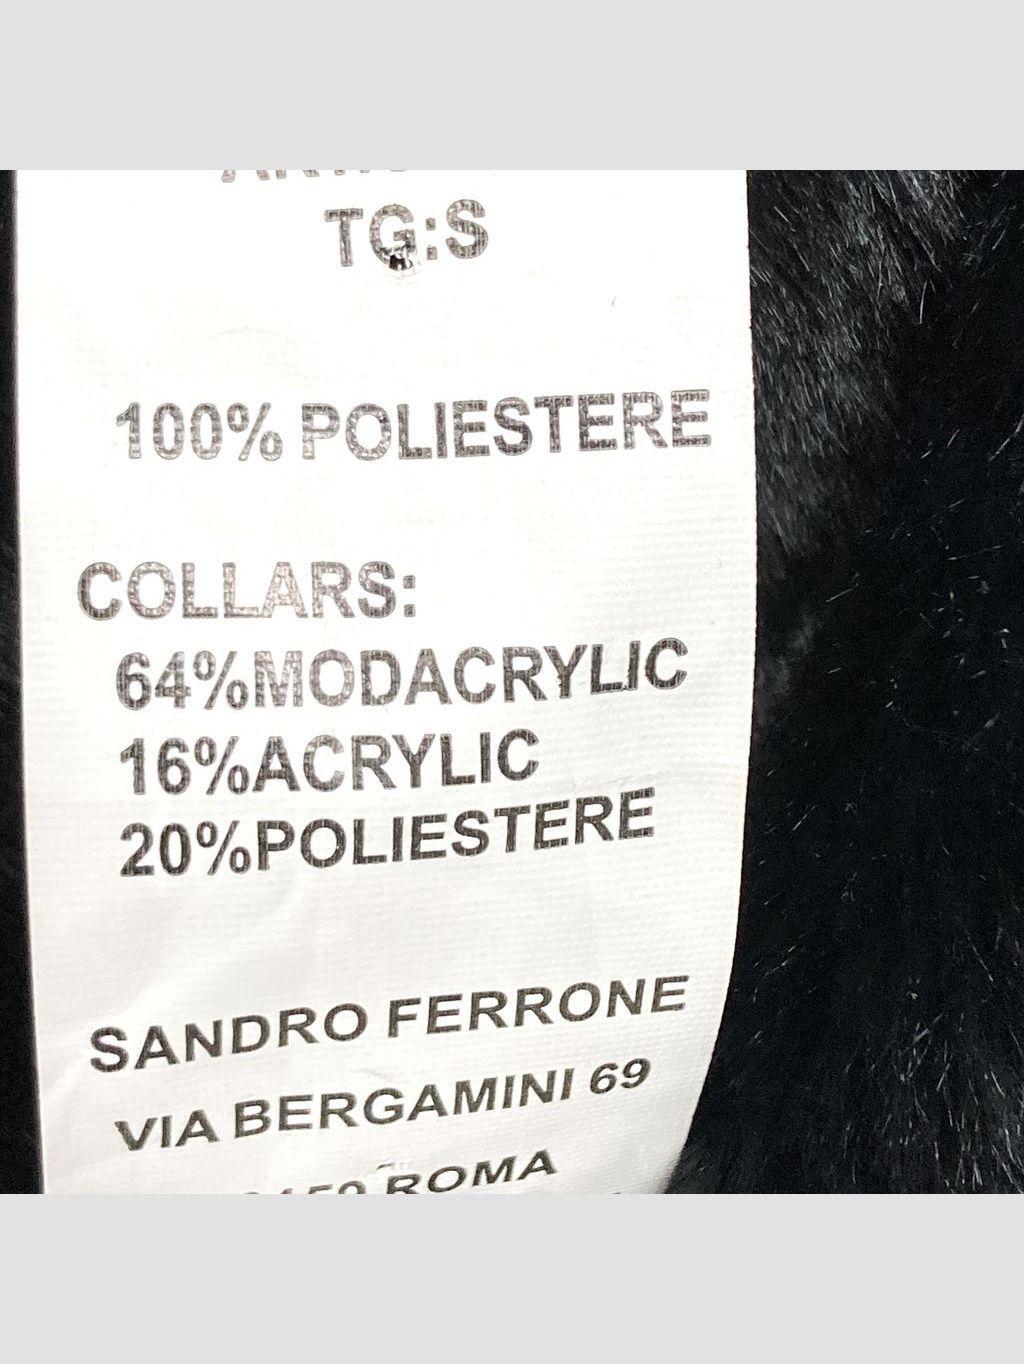 TG:S
100% POLIESTERE
COLLARS:
64%MODACRYLIC
16%ACRYLIC
20%POLIESTERE
SANDRO FERRONE
VIA BERGAMINI 69
ROMA